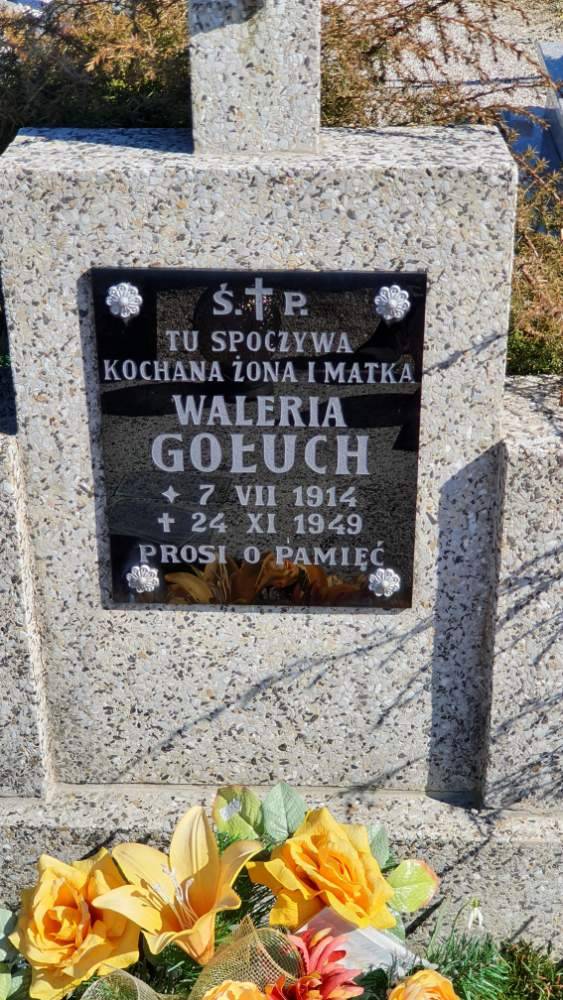 Ś. † P.
TU SPOCZYWA
KOCHANA ŻONA I MATKA
WALERIA
GOŁUCH
✦ 7 VII 1914
† 24 XI 1949
PROSI O PAMIĘĆ